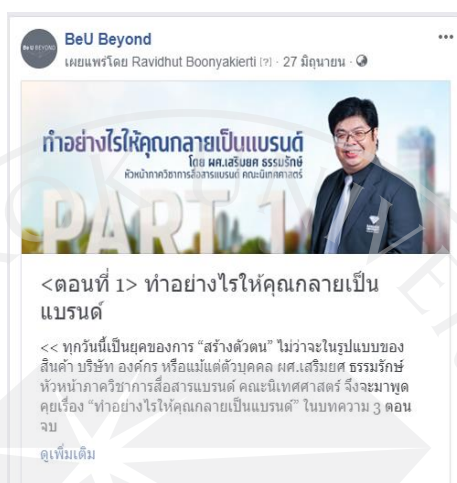 BeU BEYOND
BeU Beyond
เผยแพร่โดย Ravidhut Boonyakierti [?] · 27 มิถุนายน ·
ทำอย่างไรให้คุณกลายเป็นแบรนด์
โดย ผศ.เสริมยศ ธรรมรักษ์
หัวหน้าภาควิชาการสื่อสารแบรนด์ คณะนิเทศศาสตร์
PART 1
<ตอนที่ 1> ทำอย่างไรให้คุณกลายเป็น
แบรนด์
<< ทุกวันนี้เป็นยุคของการ “สร้างตัวตน” ไม่ว่าจะในรูปแบบของ
สินค้า บริษัท องค์กร หรือแม้แต่ตัวบุคคล ผศ.เสริมยศ ธรรมรักษ์
หัวหน้าภาควิชาการสื่อสารแบรนด์ คณะนิเทศศาสตร์ จึงจะมาพูด
คุยเรื่อง “ทำอย่างไรให้คุณกลายเป็นแบรนด์” ในบทความ 3 ตอน
จบ
ดูเพิ่มเติม